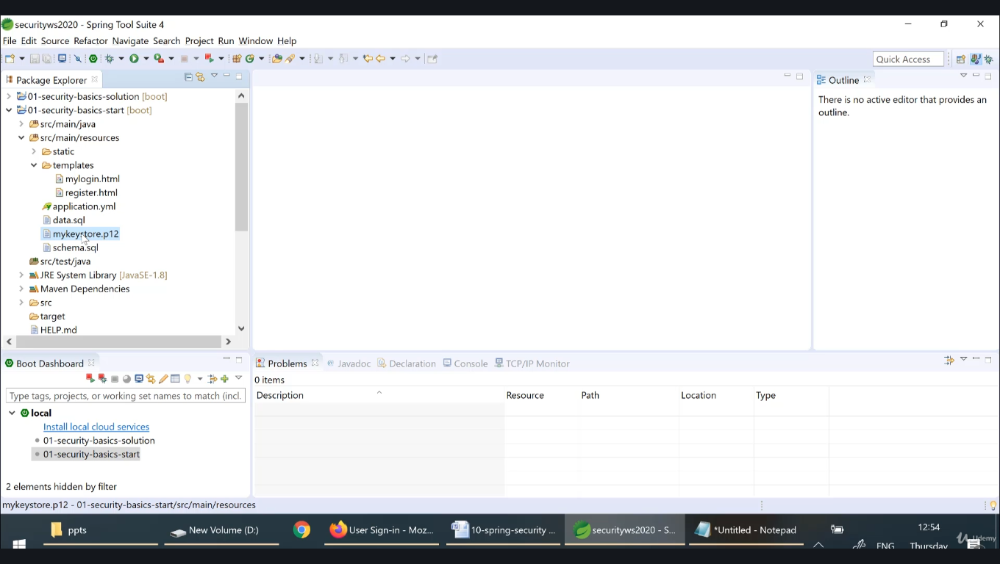 securityws2020 - Spring Tool Suite 4
File Edit Source Refactor Navigate Search Project Run Window Help
Quick Access
Package Explorer
01-security-basics-solution [boot]
01-security-basics-start [boot]
src/main/java
src/main/resources
static
templates
mylogin.html
register.html
application.yml
data.sql
mykeystore.p12
schema.sql
src/test/java
JRE System Library [JavaSE-1.8]
Maven Dependencies
src
target
HELP.md
Outline
There is no active editor that provides an
outline.
Boot Dashboard
Type tags, projects, or working set names to match (incl.
local
Install local cloud services
01-security-basics-solution
01-security-basics-start
2 elements hidden by filter
Problems @ Javadoc Declaration Console TCP/IP Monitor
0 items
Description Resource Path Location Type
mykeystore.p12 - 01-security-basics-start/src/main/resources
ppts New Volume (D:) User Sign-in - Moz... 10-spring-security ... securityws2020 - S... *Untitled - Notepad
ENG
12:54
Thursday
Udemy